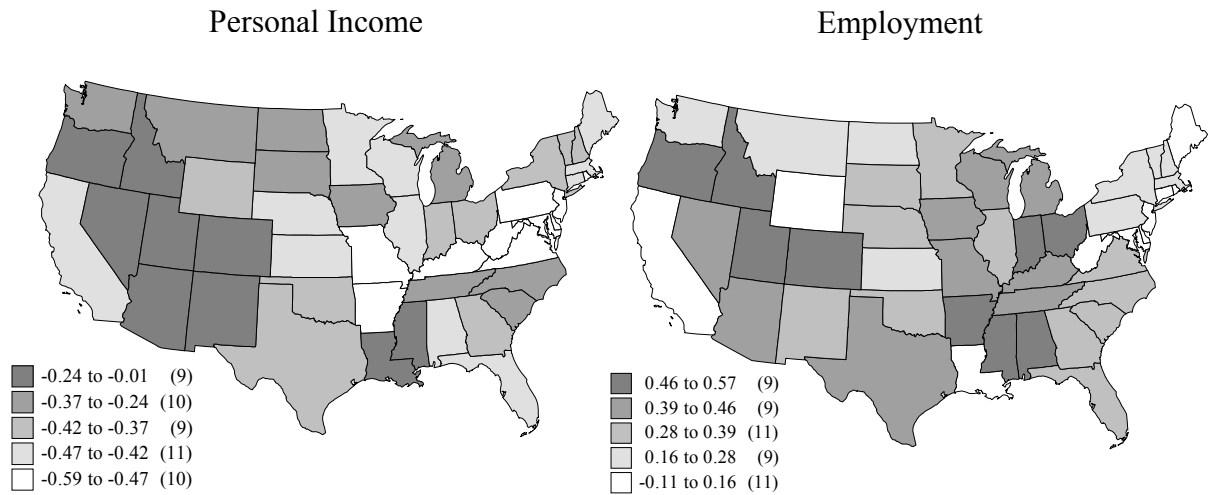 Personal Income
Employment
-0.24 to -0.01 (9)
-0.37 to -0.24 (10)
-0.42 to -0.37 (9)
-0.47 to -0.42 (11)
-0.59 to -0.47 (10)
0.46 to 0.57 (9)
0.39 to 0.46 (9)
0.28 to 0.39 (11)
0.16 to 0.28 (9)
-0.11 to 0.16 (11)